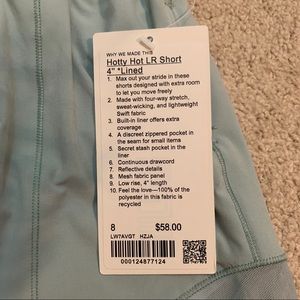 WHY WE MADE THIS
Hotty Hot LR Short
4" *Lined
1. Max out your stride in these
shorts designed with extra room
to let you move freely
2. Made with four-way stretch,
sweat-wicking, and lightweight
Swift fabric
3. Built-in liner offers extra
coverage
4. A discreet zippered pocket in
the seam for small items
5. Secret stash pocket in the
liner
6. Continuous drawcord
7. Reflective details
8. Mesh fabric panel
9. Low rise, 4" length
10. Feel the love—100% of the
polyester in this fabric is
recycled
8 $58.00
LW7AVGT HZJA
000124877124